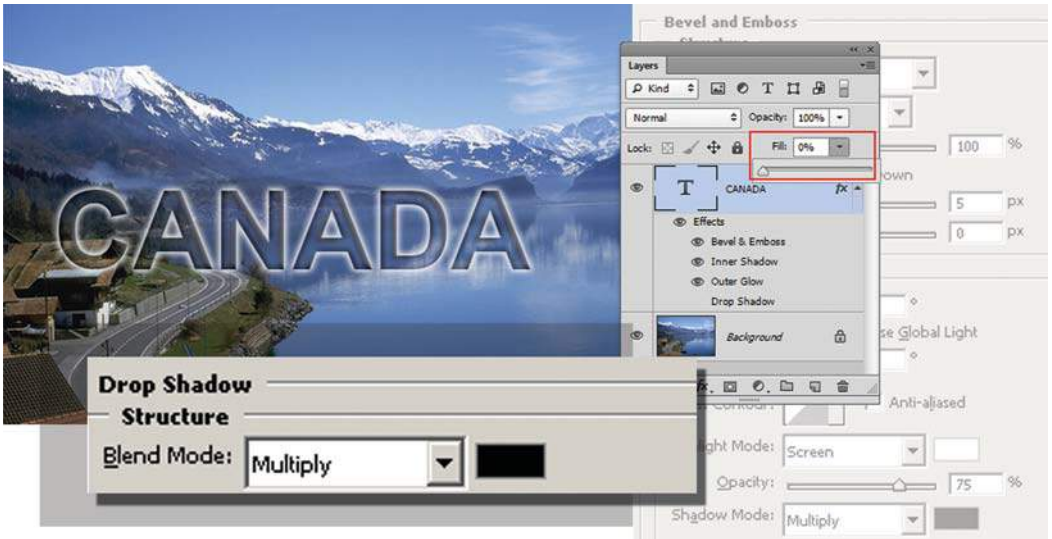 Bevel and Emboss
Layers
Kind
Normal
Opacity: 100%
Lock:
Fill: 0%
100 %
T CANADA fx
5 px
0 px
Effects
Bevel & Emboss
Inner Shadow
Outer Glow
Drop Shadow
Background
CANADA
Global Light
Drop Shadow
Structure
Blend Mode: Multiply
Anti-aliased
Mode: Screen
Opacity: 75 %
Shadow Mode: Multiply